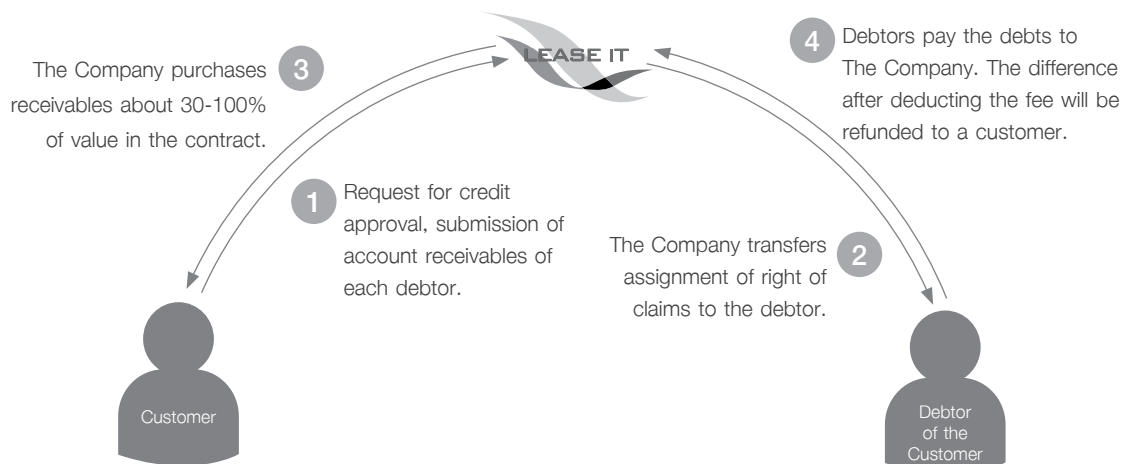 LEASE IT
3
The Company purchases
receivables about 30-100%
of value in the contract.
4
Debtors pay the debts to
The Company. The difference
after deducting the fee will be
refunded to a customer.
1
Request for credit
approval, submission of
account receivables of
each debtor.
2
The Company transfers
assignment of right of
claims to the debtor.
Customer
Debtor
of the
Customer